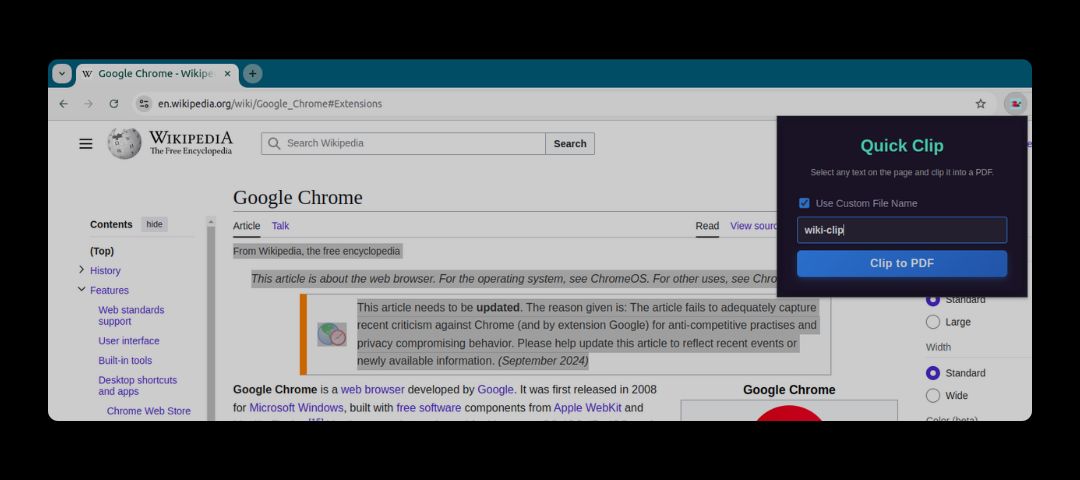 Google Chrome - Wikipe
en.wikipedia.org/wiki/Google_Chrome#Extensions
WIKIPEDIA
The Free Encyclopedia
Search Wikipedia
Search
Quick Clip
Select any text on the page and clip it into a PDF.
Use Custom File Name
wiki-clip
Clip to PDF
Google Chrome
Contents hide
Article Talk Read View sourc
(Top)
From Wikipedia, the free encyclopedia
History
This article is about the web browser. For the operating system, see ChromeOS. For other uses, see Chro
Features
Web standards
support
User interface
Built-in tools
Desktop shortcuts
and apps
Chrome Web Store
This article needs to be updated. The reason given is: The article fails to adequately capture
recent criticism against Chrome (and by extension Google) for anti-competitive practises and
privacy compromising behavior. Please help update this article to reflect recent events or
newly available information. (September 2024)
Google Chrome is a web browser developed by Google. It was first released in 2008
for Microsoft Windows, built with free software components from Apple WebKit and
Google Chrome
Standard
Large
Width
Standard
Wide
Color (beta)